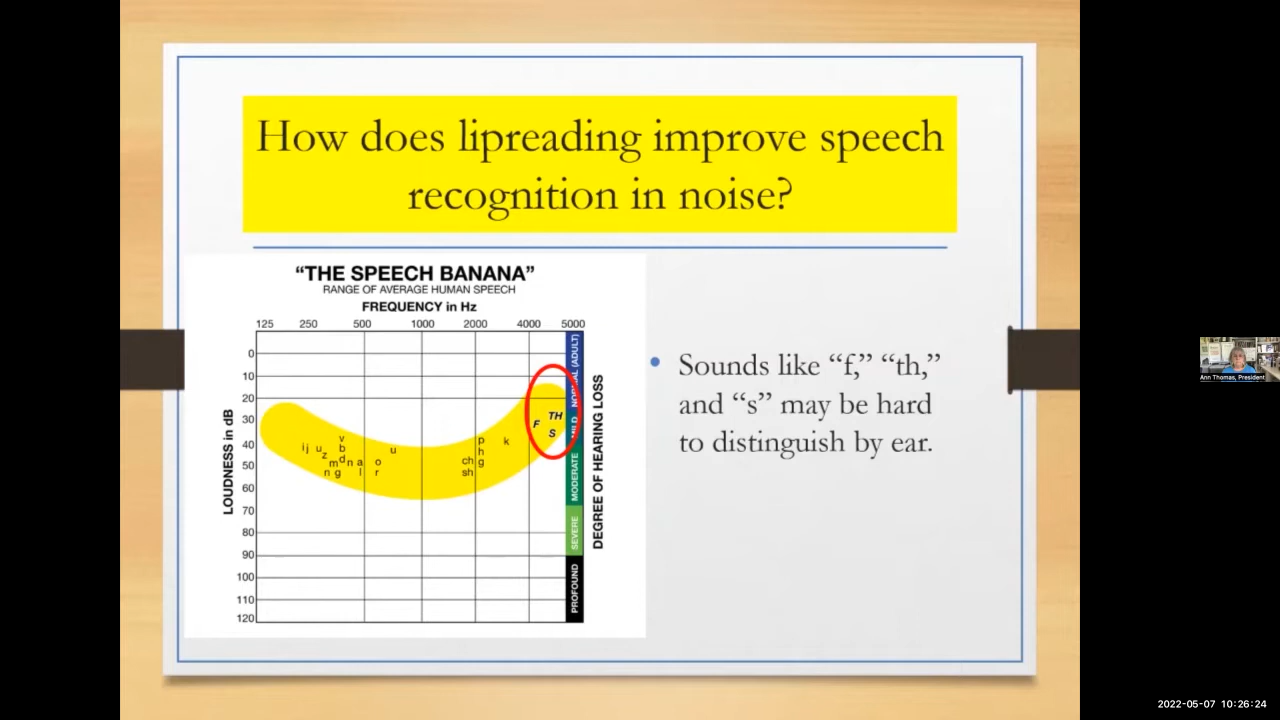 How does lipreading improve speech
recognition in noise?
“THE SPEECH BANANA”
RANGE OF AVERAGE HUMAN SPEECH
FREQUENCY in Hz
125 250 500 1000 2000 4000 5000
LOUDNESS in dB
0
10
20
30
40
50
60
70
80
90
100
110
120
i j u
z
v
b
m d n a
n g l
o
r
u
p
h
ch g
sh
k
F
TH
S
NORMAL (ADULT)
MILD
MODERATE
SEVERE
PROFOUND
DEGREE OF HEARING LOSS
• Sounds like “f,” “th,”
and “s” may be hard
to distinguish by ear.
Ann Thomas, President
2022-05-07 10:26:24